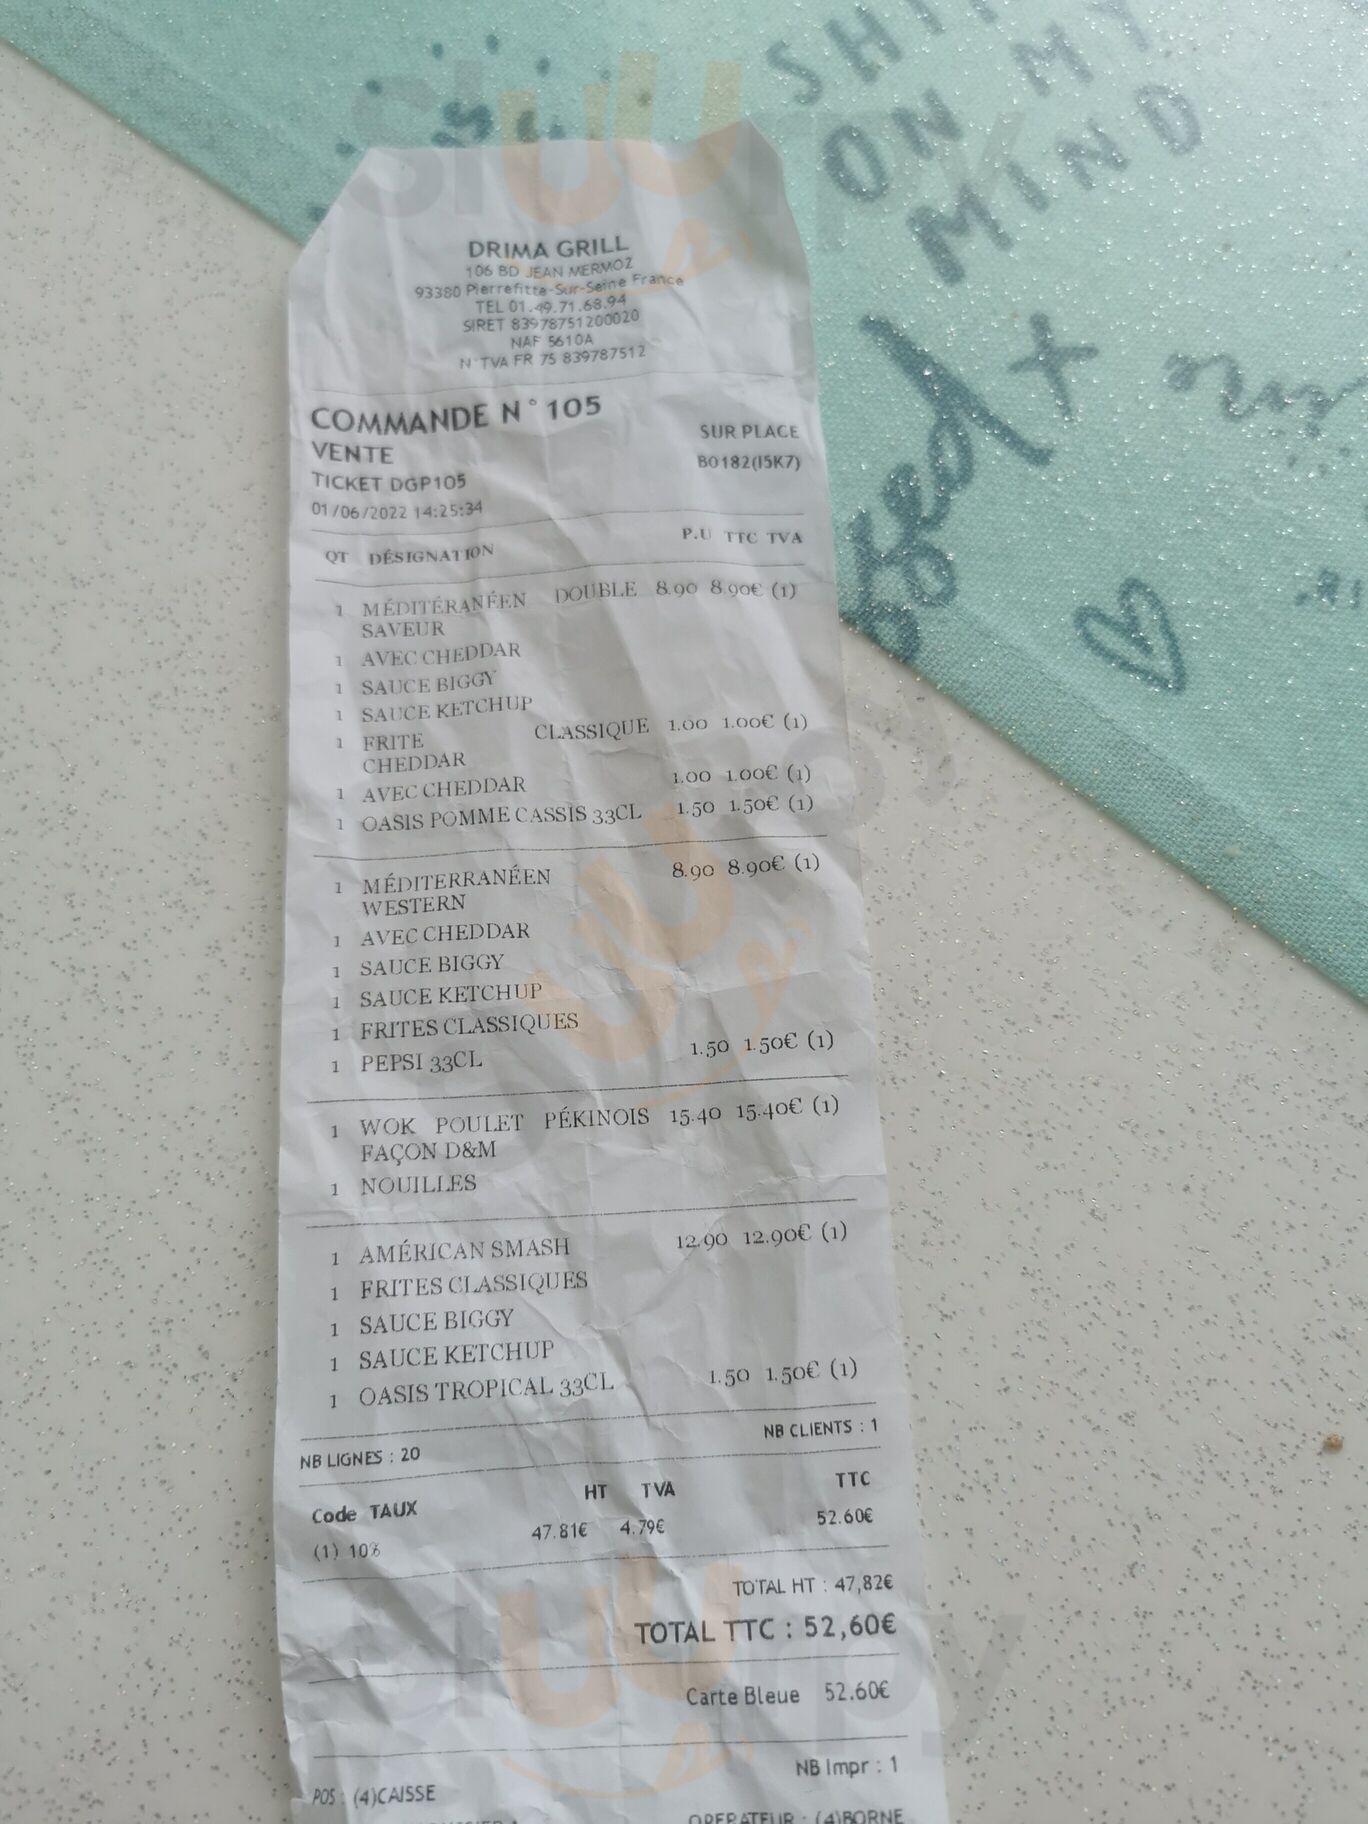 SHI
ON MY
MIND
DRIMA GRILL
106 BD JEAN MERMOZ
93380 Pierrefitte-Sur-Seine France
TEL 01.49.71.68.94
SIRET 83978751200020
NAF 5610A
N°TVA FR 75 839787512
COMMANDE N°105
VENTE SUR PLACE
TICKET DGP105 B0182(I5K7)
01/06/2022 14:25:34
QT DÉSIGNATION P.U TTC TVA
1 MÉDITÉRANÉEN DOUBLE 8.90 8.90€ (1)
SAVEUR
1 AVEC CHEDDAR
1 SAUCE BIGGY
1 SAUCE KETCHUP
1 FRITE CLASSIQUE 1.00 1.00€ (1)
CHEDDAR
1 AVEC CHEDDAR 1.00 1.00€ (1)
1 OASIS POMME CASSIS 33CL 1.50 1.50€ (1)
1 MÉDITERRANÉEN 8.90 8.90€ (1)
WESTERN
1 AVEC CHEDDAR
1 SAUCE BIGGY
1 SAUCE KETCHUP
1 FRITES CLASSIQUES
1 PEPSI 33CL 1.50 1.50€ (1)
1 WOK POULET PÉKINOIS 15.40 15.40€ (1)
FAÇON D&M
1 NOUILLES
1 AMÉRICAN SMASH 12.90 12.90€ (1)
1 FRITES CLASSIQUES
1 SAUCE BIGGY
1 SAUCE KETCHUP
1 OASIS TROPICAL 33CL 1.50 1.50€ (1)
NB LIGNES : 20 NB CLIENTS : 1
Code TAUX HT TVA TTC
(1) 10% 47.81€ 4.79€ 52.60€
TOTAL HT : 47,82€
TOTAL TTC : 52,60€
Carte Bleue 52.60€
NB Impr : 1
POS : (4)CAISSE
OPERATEUR : (4)BORNE
sluurpy
sluurpy